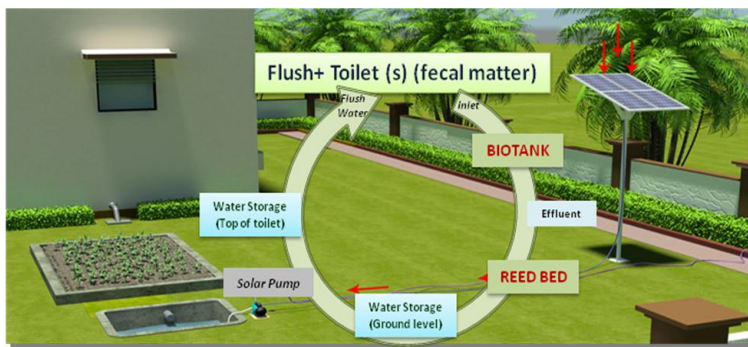 Flush+ Toilet (s) (fecal matter)
Flush
Water
inlet
BIOTANK
Water Storage
(Top of toilet)
Effluent
Solar Pump
REED BED
Water Storage
(Ground level)